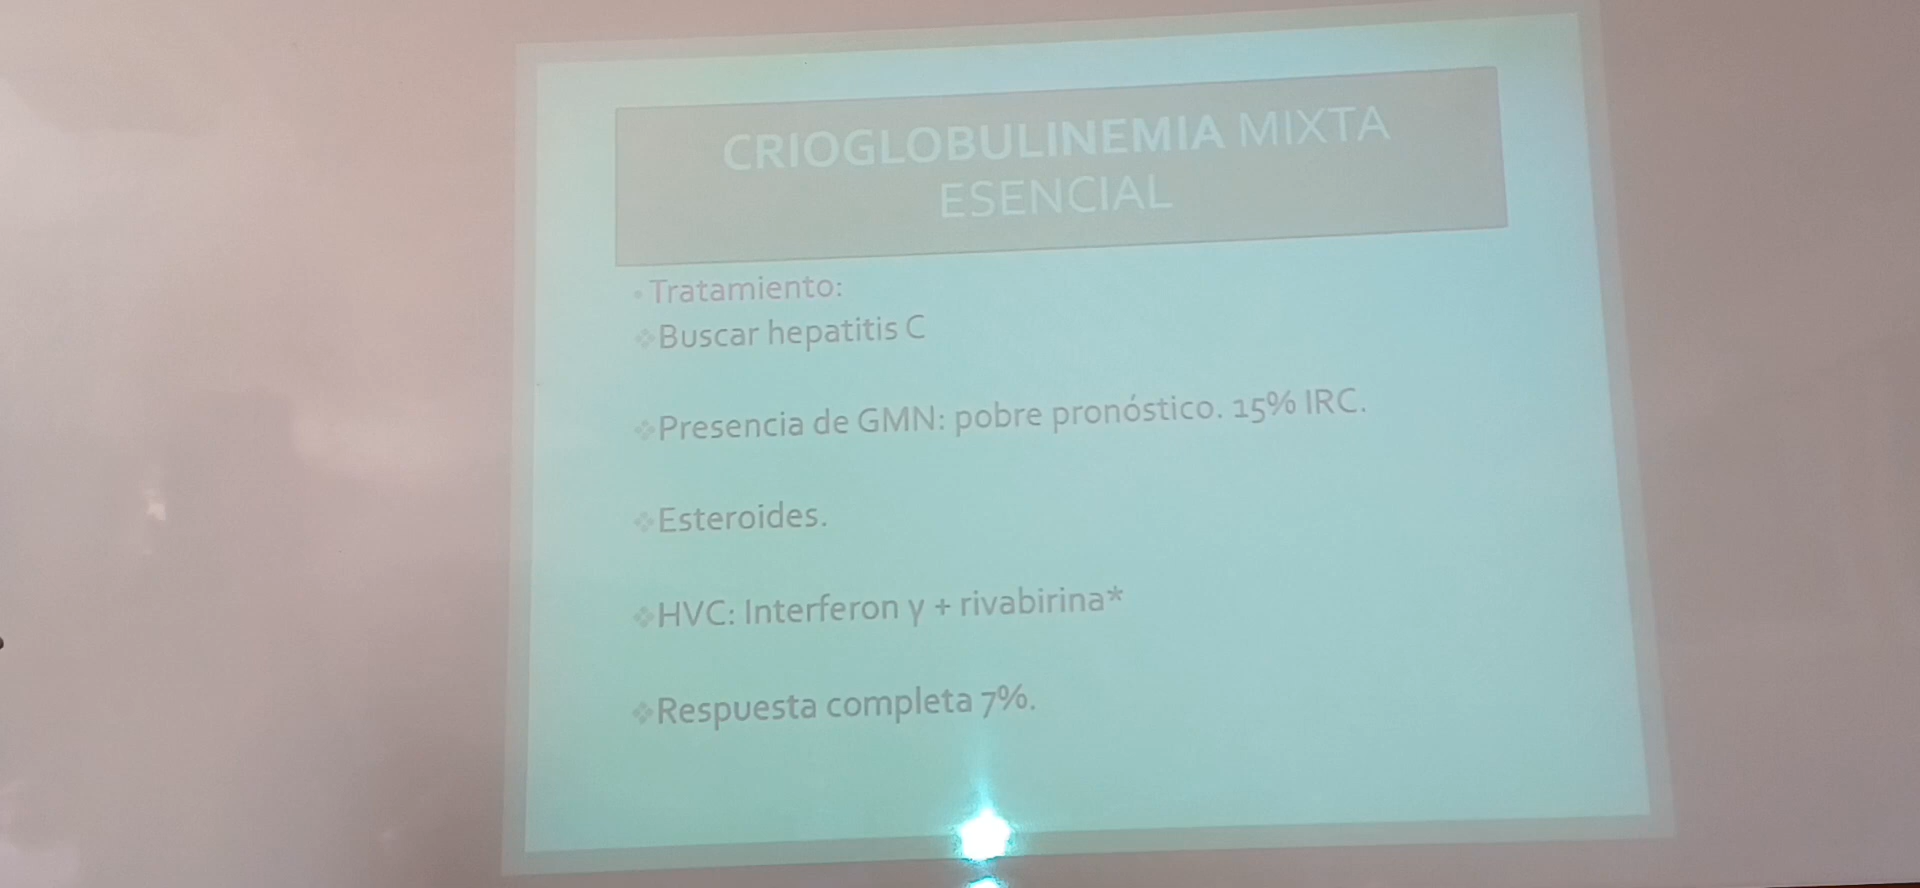 CRIOGLOBULINEMIA MIXTA
ESENCIAL
• Tratamiento:
❖Buscar hepatitis C
❖Presencia de GMN: pobre pronóstico. 15% IRC.
❖Esteroides.
❖HVC: Interferon γ + rivabirina*
❖Respuesta completa 7%.